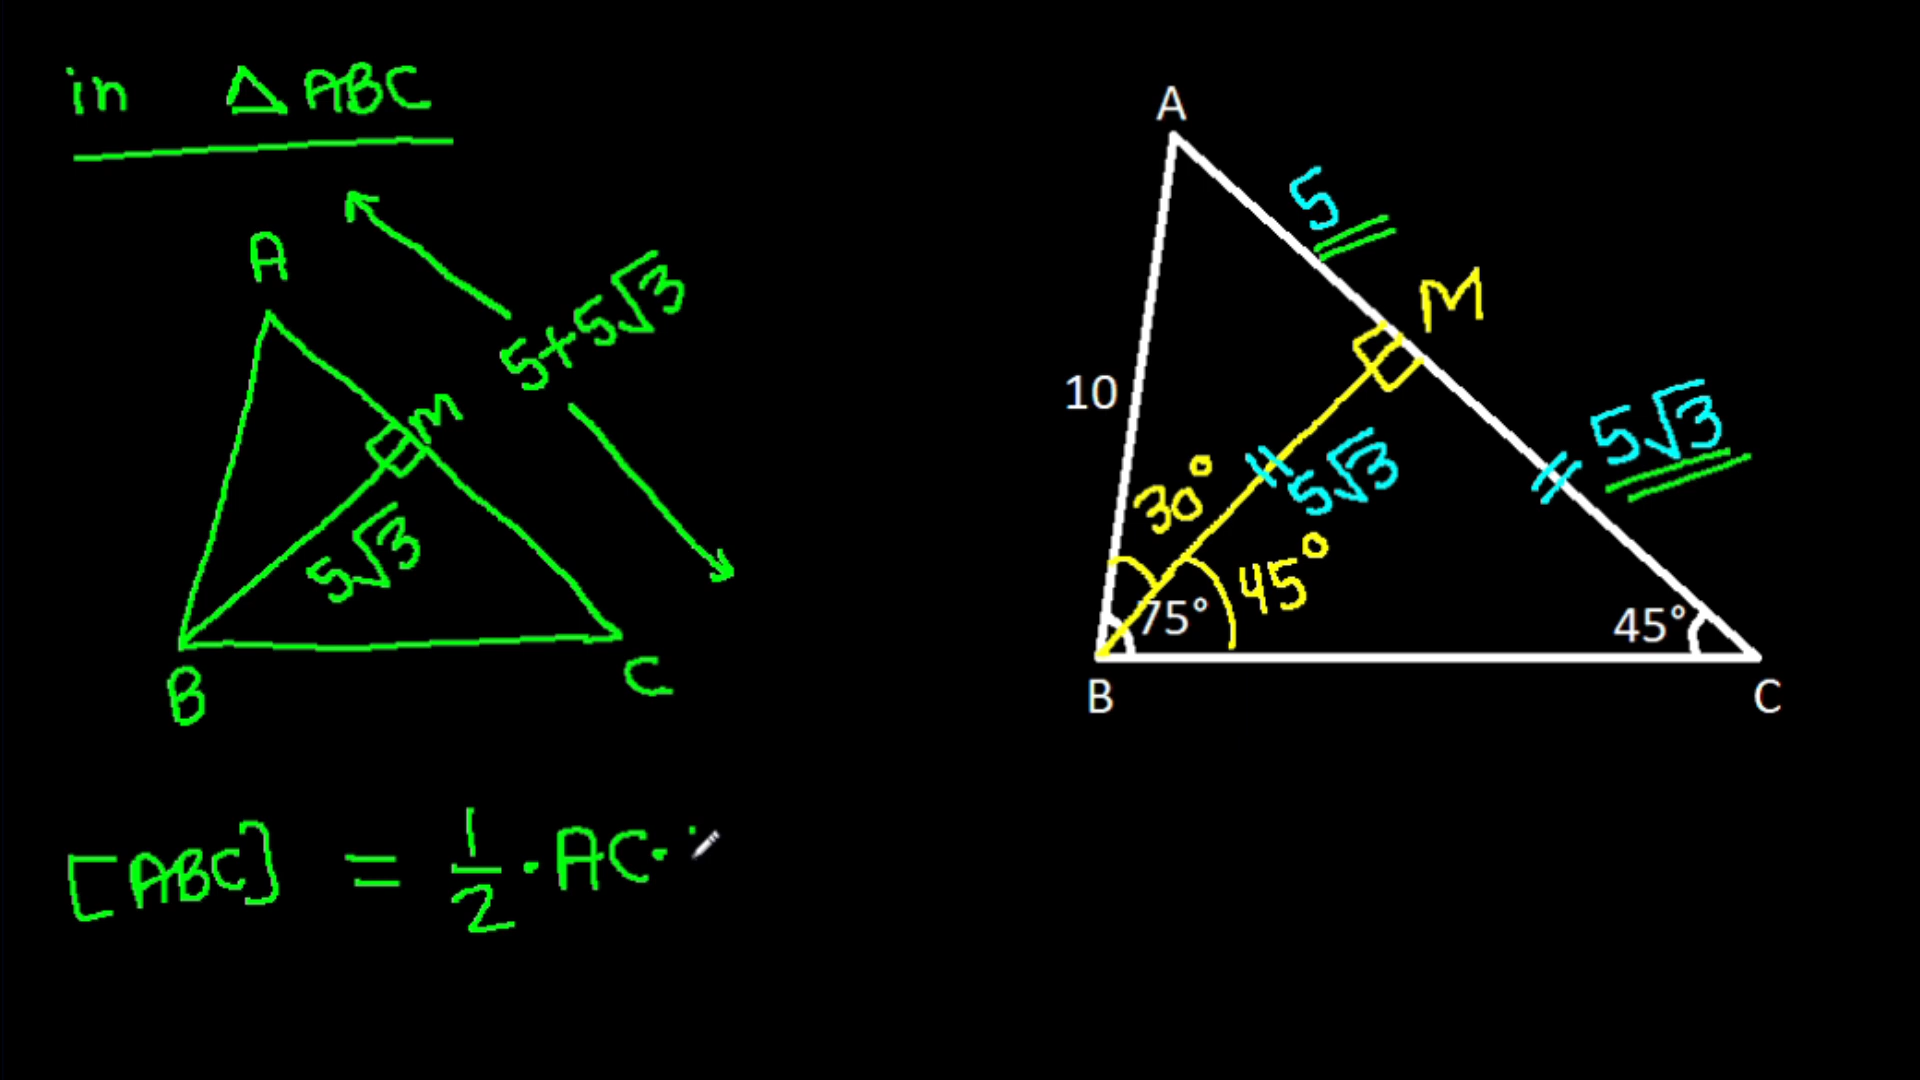 in △ABC
A
5+5√3
M
5√3
B
C
[ABC] = 1/2 · AC ·
A
5
M
10
5√3
5√3
30°
45°
75°
45°
B
C